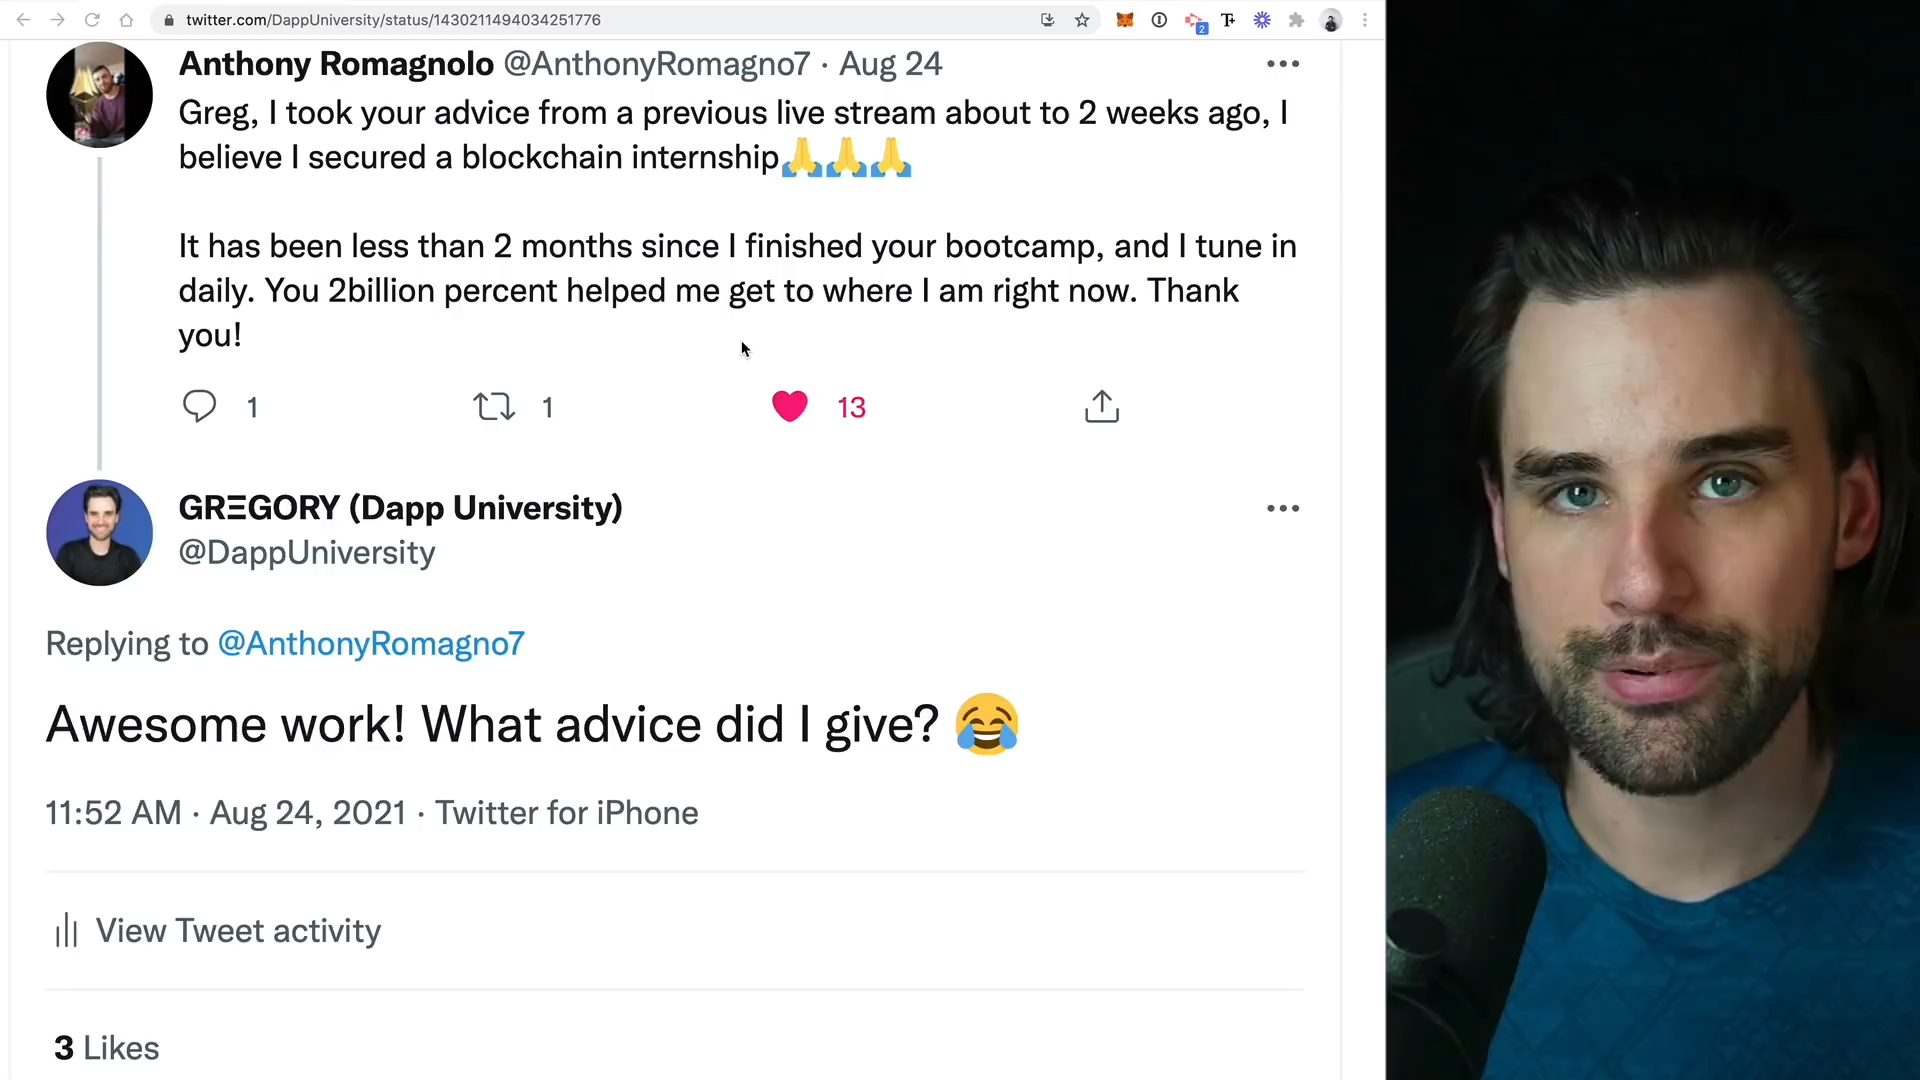 twitter.com/DappUniversity/status/1430211494034251776
2
Anthony Romagnolo @AnthonyRomagno7 · Aug 24
Greg, I took your advice from a previous live stream about to 2 weeks ago, I
believe I secured a blockchain internship🙏🙏🙏
It has been less than 2 months since I finished your bootcamp, and I tune in
daily. You 2billion percent helped me get to where I am right now. Thank
you!
1 1 13
GRΞGORY (Dapp University)
@DappUniversity
Replying to @AnthonyRomagno7
Awesome work! What advice did I give? 😂
11:52 AM · Aug 24, 2021 · Twitter for iPhone
View Tweet activity
3 Likes